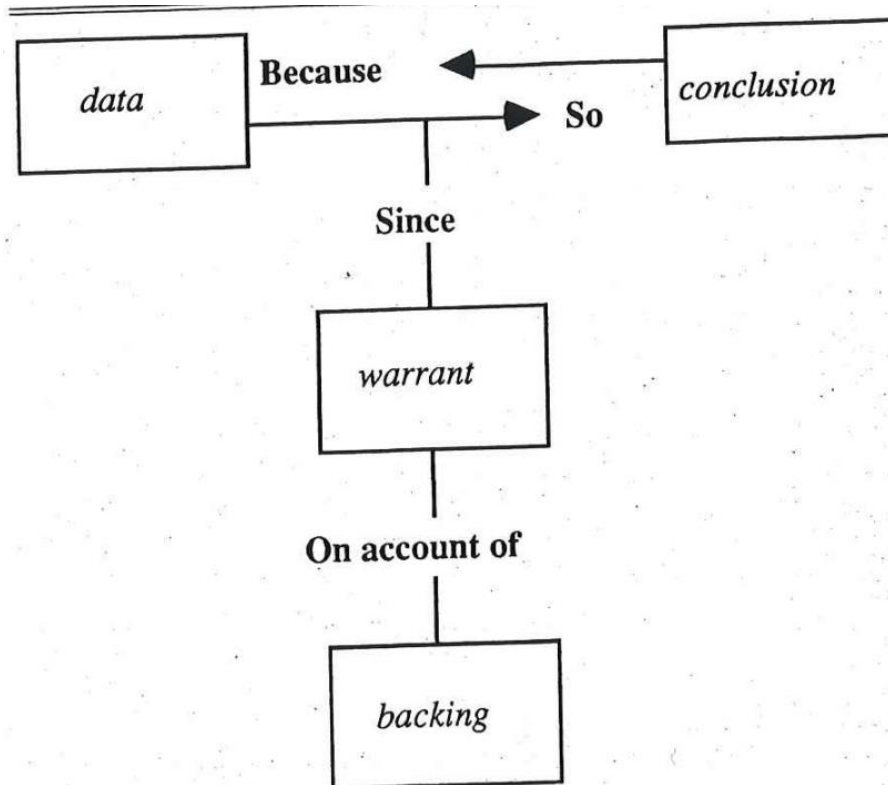 data
Because
conclusion
So
Since
warrant
On account of
backing